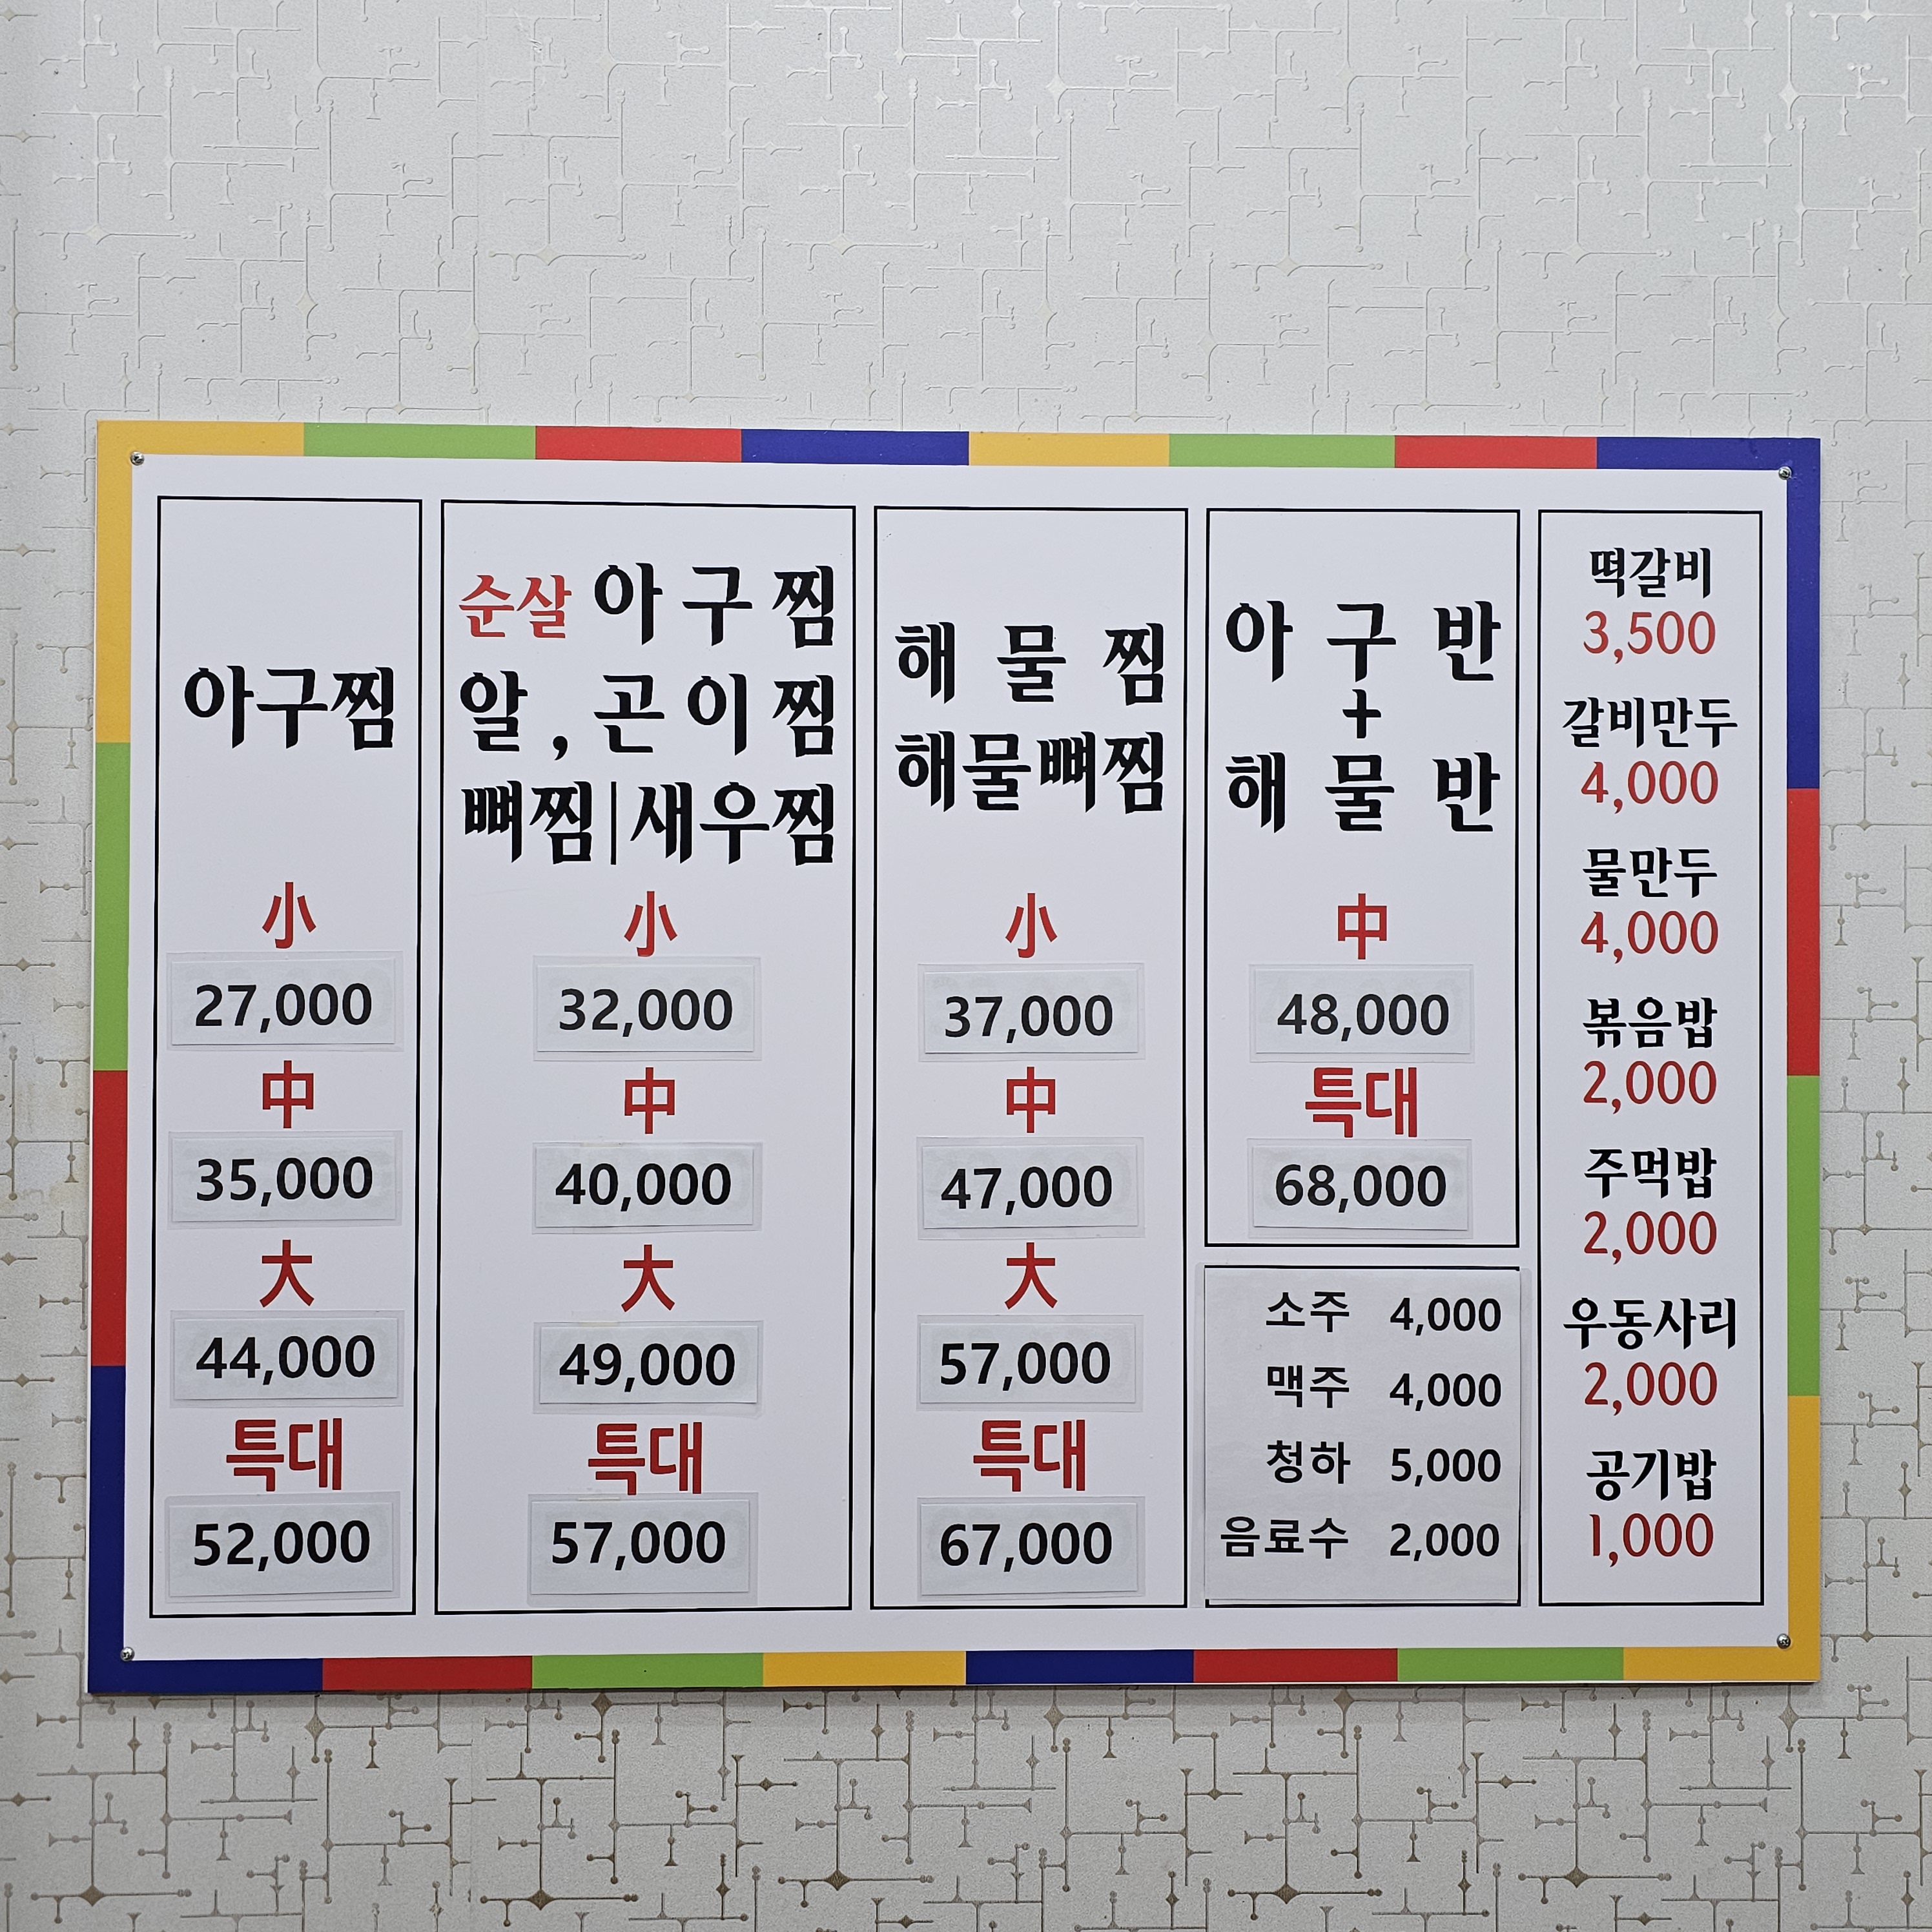 아구찜
小
27,000
中
35,000
大
44,000
특대
52,000
순살 아구찜
알, 곤이찜
뼈찜|새우찜
小
32,000
中
40,000
大
49,000
특대
57,000
해물찜
해물뼈찜
小
37,000
中
47,000
大
57,000
특대
67,000
아구반
+
해물반
中
48,000
특대
68,000
소주 4,000
맥주 4,000
청하 5,000
음료수 2,000
떡갈비
3,500
갈비만두
4,000
물만두
4,000
볶음밥
2,000
주먹밥
2,000
우동사리
2,000
공기밥
1,000